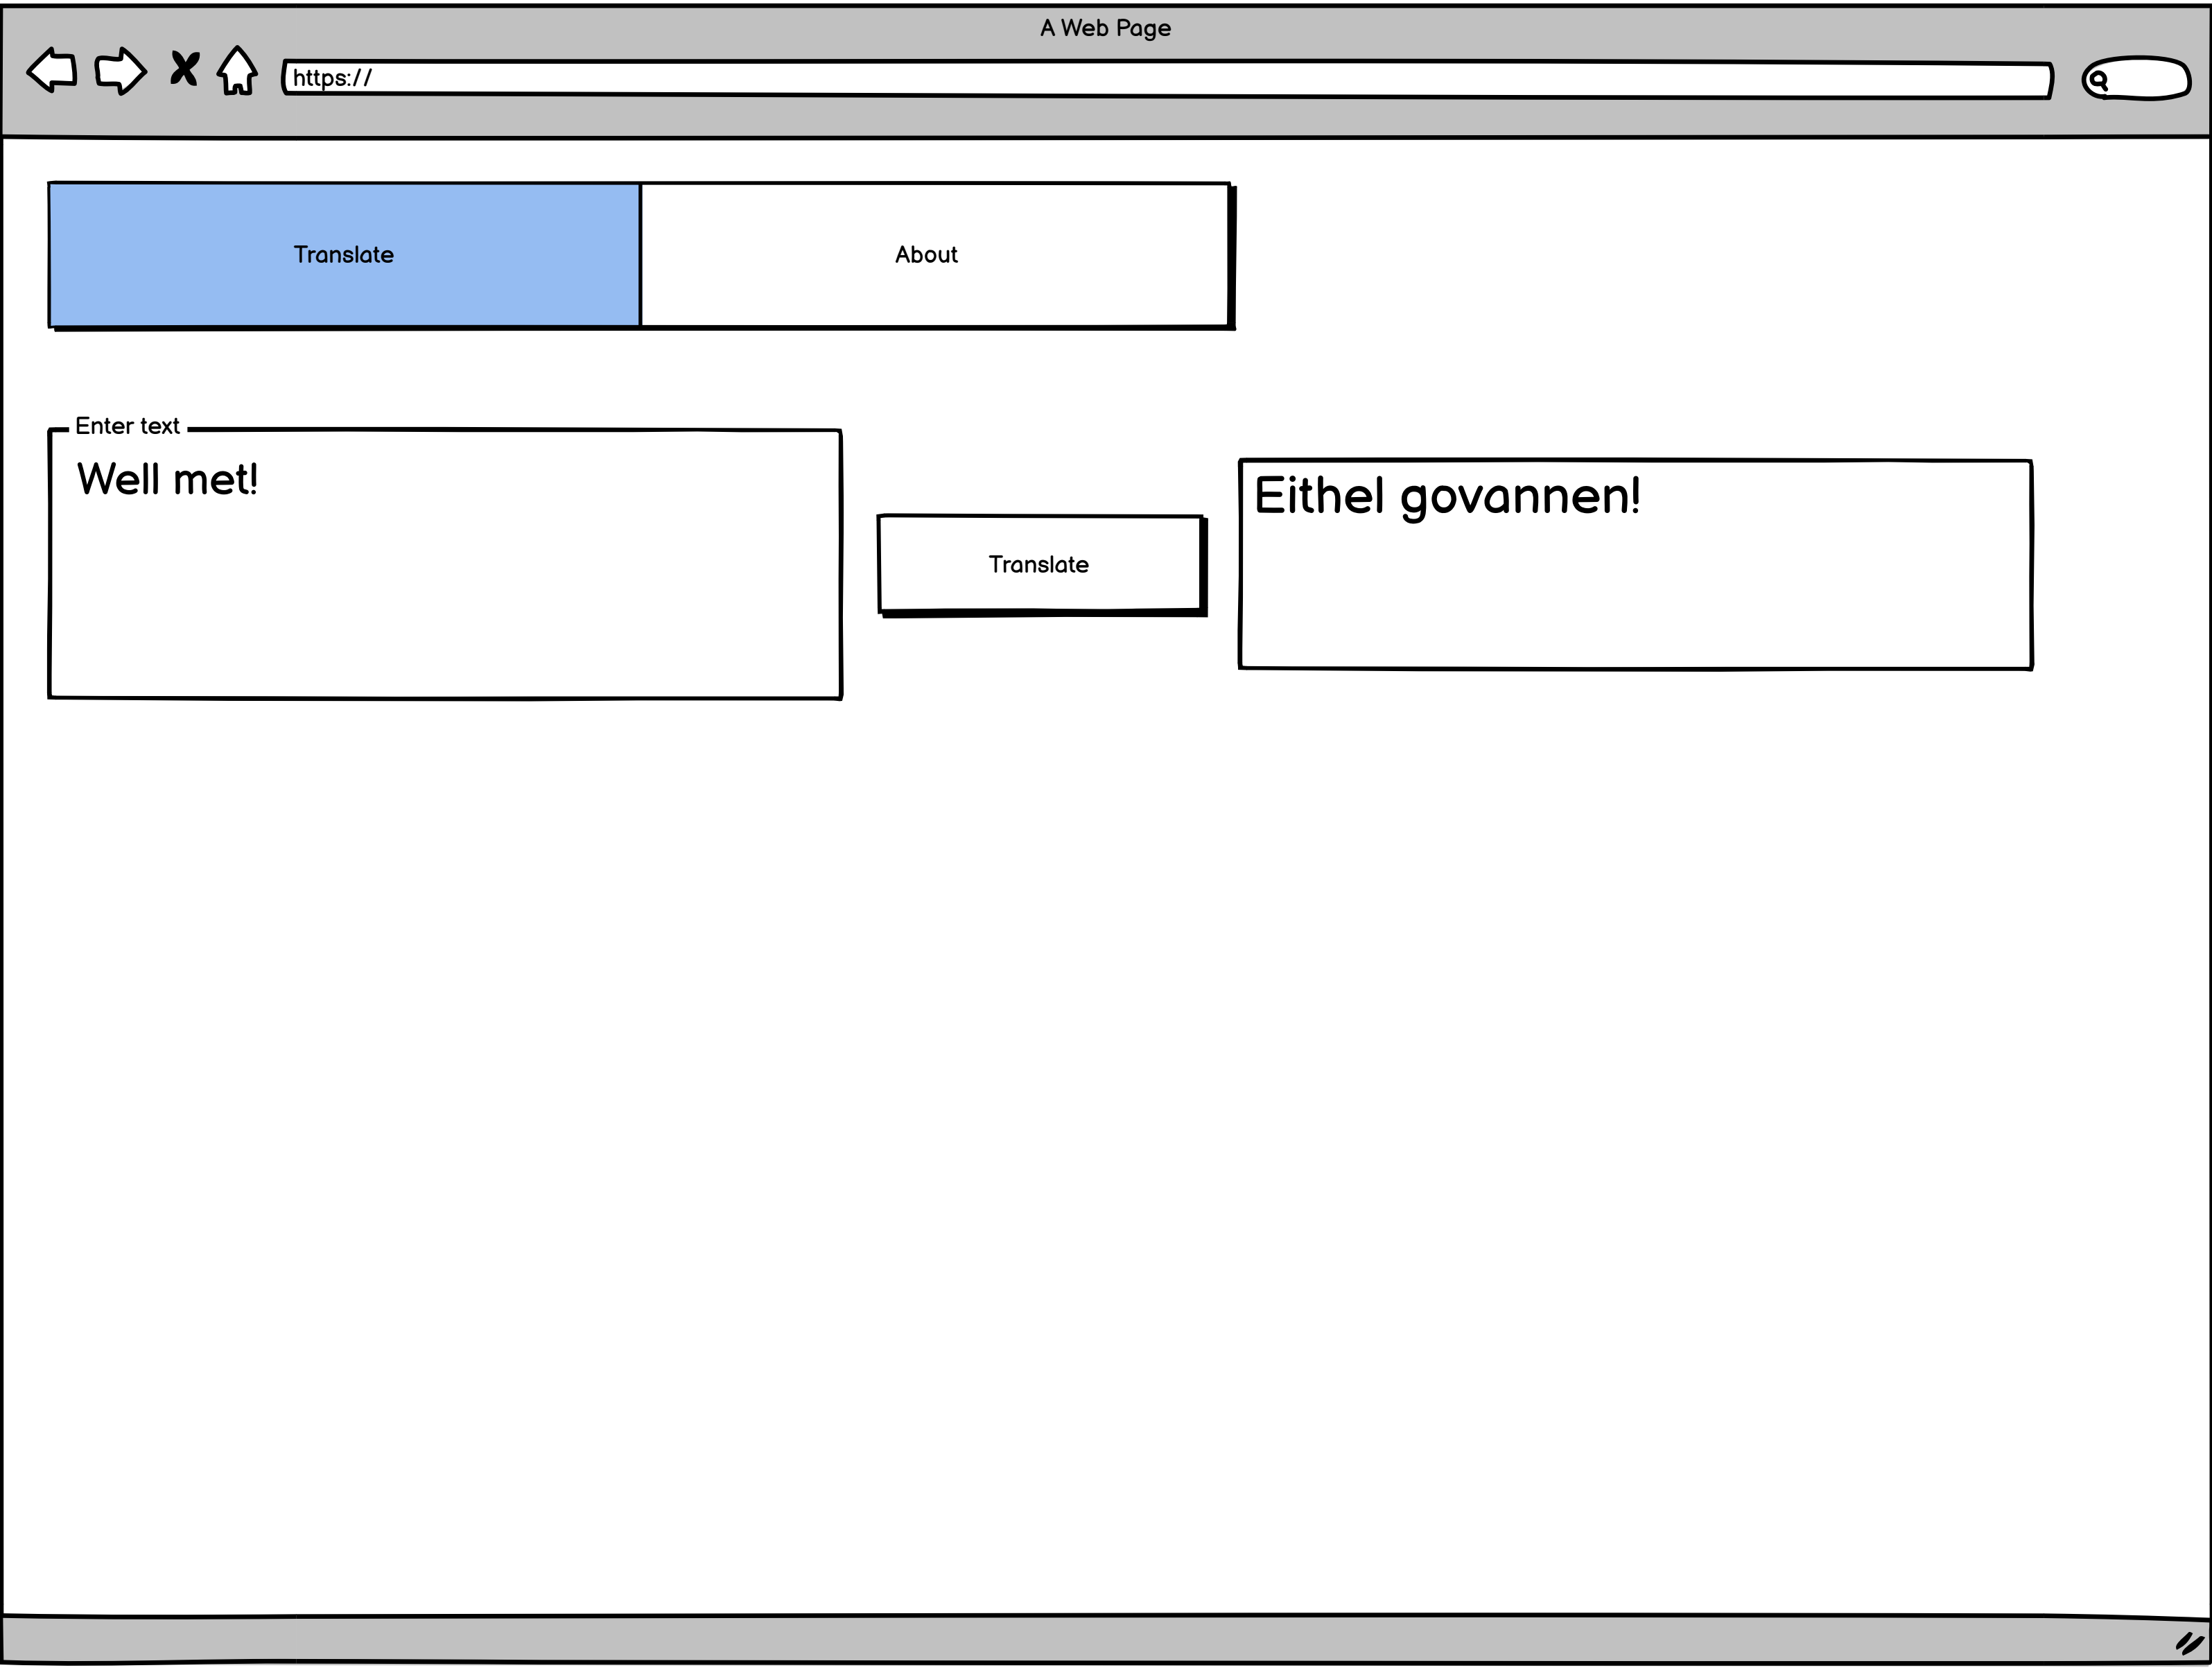 A Web Page
https://
Translate
About
Enter text
Well met!
Translate
Eithel govannen!